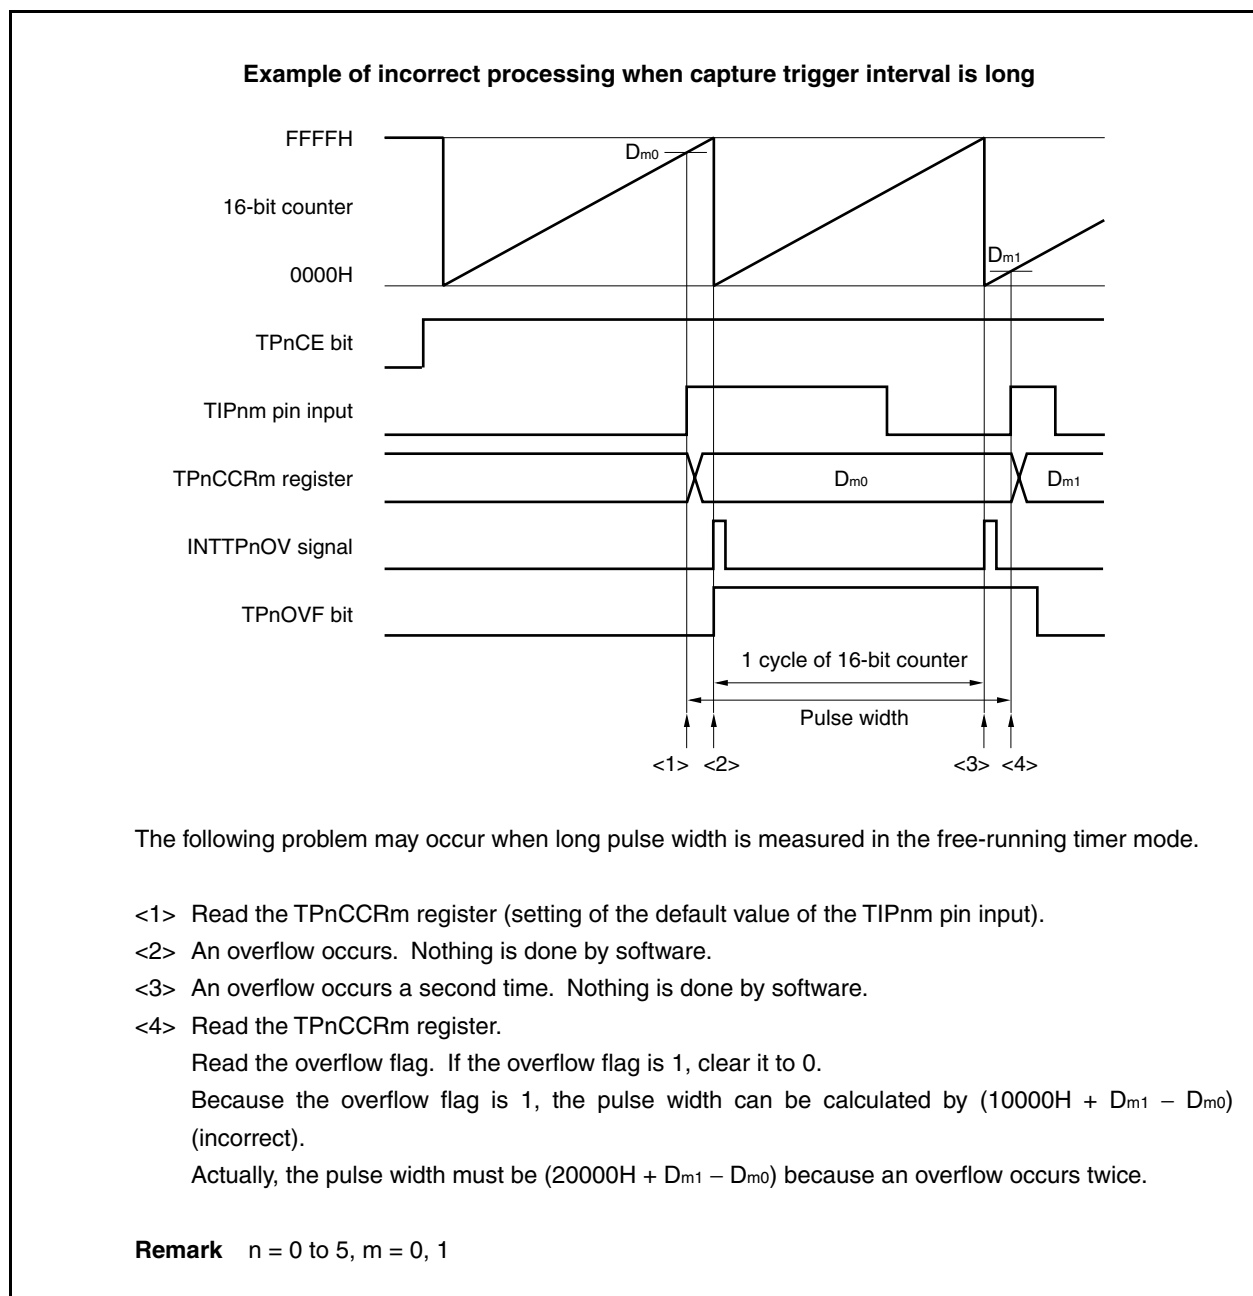 Example of incorrect processing when capture trigger interval is long
FFFFH
Dm0
16-bit counter
Dm1
0000H
TPnCE bit
TIPnm pin input
TPnCCRm register
Dm0
Dm1
INTTPnOV signal
TPnOVF bit
1 cycle of 16-bit counter
Pulse width
<1> <2> <3> <4>
The following problem may occur when long pulse width is measured in the free-running timer mode.
<1> Read the TPnCCRm register (setting of the default value of the TIPnm pin input).
<2> An overflow occurs. Nothing is done by software.
<3> An overflow occurs a second time. Nothing is done by software.
<4> Read the TPnCCRm register.
Read the overflow flag. If the overflow flag is 1, clear it to 0.
Because the overflow flag is 1, the pulse width can be calculated by (10000H + Dm1 – Dm0)
(incorrect).
Actually, the pulse width must be (20000H + Dm1 – Dm0) because an overflow occurs twice.
Remark n = 0 to 5, m = 0, 1